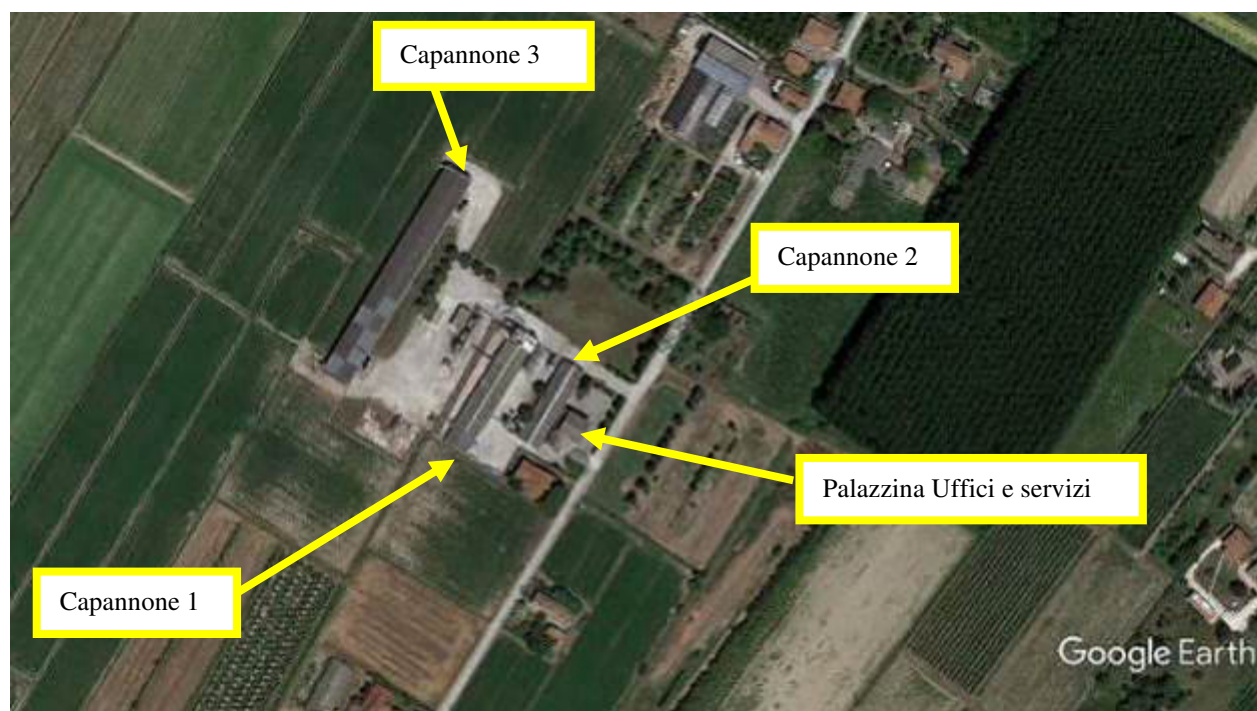 Capannone 3
Capannone 2
Palazzina Uffici e servizi
Capannone 1
Google Earth